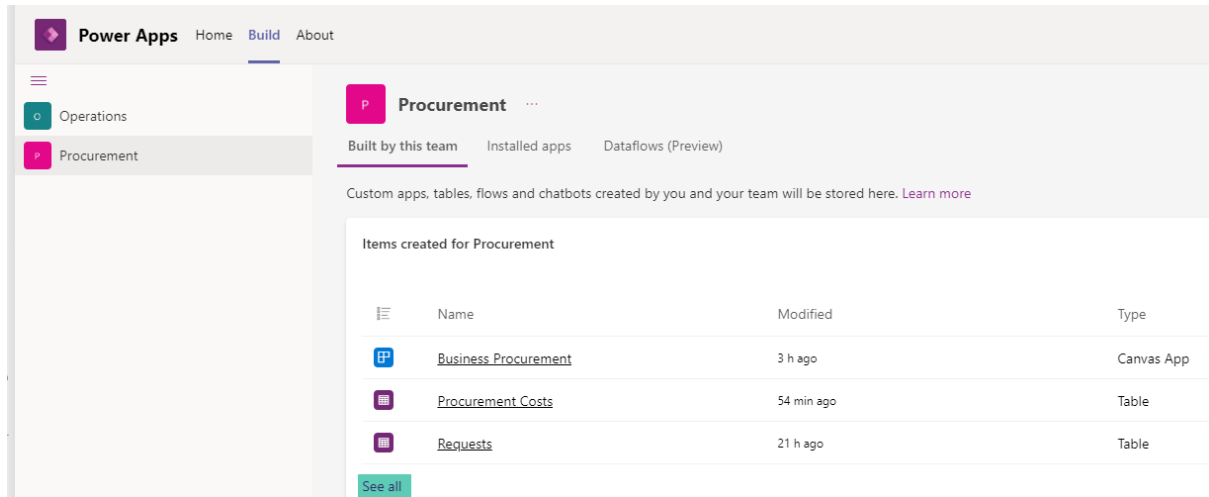 Power Apps Home Build About
O Operations
P Procurement
P Procurement ...
Built by this team Installed apps Dataflows (Preview)
Custom apps, tables, flows and chatbots created by you and your team will be stored here. Learn more
Items created for Procurement
Name Modified Type
Business Procurement 3 h ago Canvas App
Procurement Costs 54 min ago Table
Requests 21 h ago Table
See all